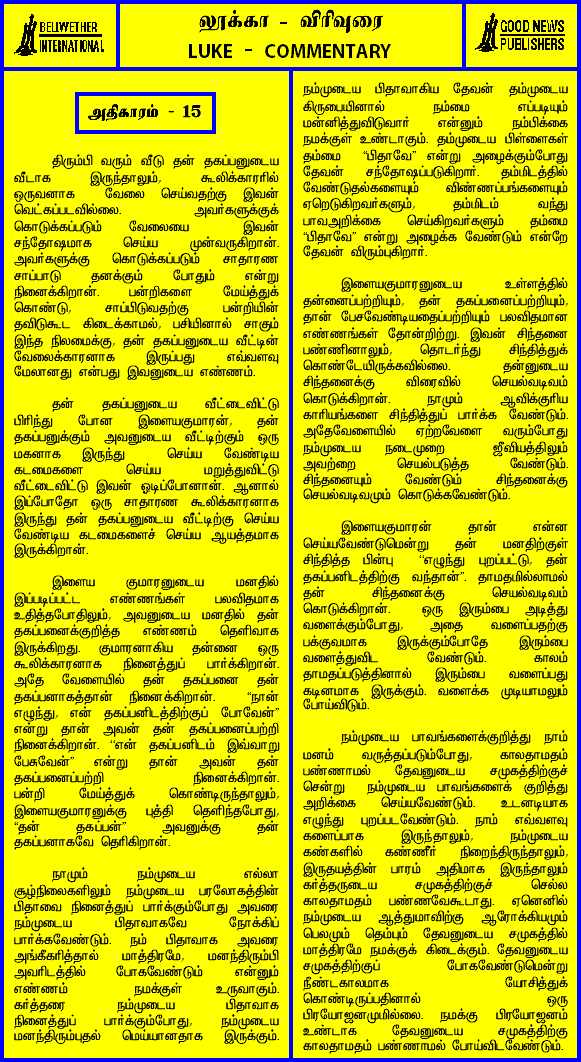 BELLWETHER
INTERNATIONAL
லூக்கா - விரிவுரை
LUKE - COMMENTARY
GOOD NEWS
PUBLISHERS
அதிகாரம் - 15
திரும்பி வரும் வீடு தன் தகப்பனுடைய
வீடாக இருந்தாலும், கூலிக்காரரில்
ஒருவனாக வேலை செய்வதற்கு இவன்
வெட்கப்படவில்லை. அவர்களுக்குக்
கொடுக்கப்படும் வேலையை இவன்
சந்தோஷமாக செய்ய முன்வருகிறான்.
அவர்களுக்கு கொடுக்கப்படும் சாதாரண
சாப்பாடு தனக்கும் போதும் என்று
நினைக்கிறான். பன்றிகளை மேய்த்துக்
கொண்டு, சாப்பிடுவதற்கு பன்றியின்
தவிடுகூட கிடைக்காமல், பசியினால் சாகும்
இந்த நிலமைக்கு, தன் தகப்பனுடைய வீட்டின்
வேலைக்காரனாக இருப்பது எவ்வளவு
மேலானது என்பது இவனுடைய எண்ணம்.
தன் தகப்பனுடைய வீட்டைவிட்டு
பிரிந்து போன இளையகுமாரன், தன்
தகப்பனுக்கும் அவனுடைய வீட்டிற்கும் ஒரு
மகனாக இருந்து செய்ய வேண்டிய
கடமைகளை செய்ய மறுத்துவிட்டு
வீட்டைவிட்டு இவன் ஓடிப்போனான். ஆனால்
இப்போதோ ஒரு சாதாரண கூலிக்காரனாக
இருந்து தன் தகப்பனுடைய வீட்டிற்கு செய்ய
வேண்டிய கடமைகளைச் செய்ய ஆயத்தமாக
இருக்கிறான்.
இளைய குமாரனுடைய மனதில்
இப்படிப்பட்ட எண்ணங்கள் பலவிதமாக
உதித்தபோதிலும், அவனுடைய மனதில் தன்
தகப்பனைக்குறித்த எண்ணம் தெளிவாக
இருக்கிறது. குமாரனாகிய தன்னை ஒரு
கூலிக்காரனாக நினைத்துப் பார்க்கிறான்.
அதே வேளையில் தன் தகப்பனை தன்
தகப்பனாகத்தான் நினைக்கிறான். “நான்
எழுந்து, என் தகப்பனிடத்திற்குப் போவேன்”
என்று தான் அவன் தன் தகப்பனைப்பற்றி
நினைக்கிறான். “என் தகப்பனிடம் இவ்வாறு
பேசுவேன்” என்று தான் அவன் தன்
தகப்பனைப்பற்றி நினைக்கிறான்.
பன்றி மேய்த்துக் கொண்டிருந்தாலும்,
இளையகுமாரனுக்கு புத்தி தெளிந்தபோது,
“தன் தகப்பன்” அவனுக்கு தன்
தகப்பனாகவே தெரிகிறான்.
நாமும் நம்முடைய எல்லா
சூழ்நிலைகளிலும் நம்முடைய பரலோகத்தின்
பிதாவை நினைத்துப் பார்க்கும்போது அவரை
நம்முடைய பிதாவாகவே நோக்கிப்
பார்க்கவேண்டும். நம் பிதாவாக அவரை
அங்கீகரித்தால் மாத்திரமே, மனந்திரும்பி
அவரிடத்தில் போகவேண்டும் என்னும்
எண்ணம் நமக்குள் உருவாகும்.
கர்த்தரை நம்முடைய பிதாவாக
நினைத்துப் பார்க்கும்போது, நம்முடைய
மனந்திரும்புதல் மெய்யானதாக இருக்கும்.
நம்முடைய பிதாவாகிய தேவன் தம்முடைய
கிருபையினால் நம்மை எப்படியும்
மன்னித்துவிடுவார் என்னும் நம்பிக்கை
நமக்குள் உண்டாகும். தம்முடைய பிள்ளைகள்
தம்மை “பிதாவே” என்று அழைக்கும்போது
தேவன் சந்தோஷப்படுகிறார். தம்மிடத்தில்
வேண்டுதல்களையும் விண்ணப்பங்களையும்
ஏறெடுகிறவர்களும், தம்மிடம் வந்து
பாவஅறிக்கை செய்கிறவர்களும் தம்மை
“பிதாவே” என்று அழைக்க வேண்டும் என்றே
தேவன் விரும்புகிறார்.
இளையகுமாரனுடைய உள்ளத்தில்
தன்னைப்பற்றியும், தன் தகப்பனைப்பற்றியும்,
தான் பேசவேண்டியதைப்பற்றியும் பலவிதமான
எண்ணங்கள் தோன்றிற்று. இவன் சிந்தனை
பண்ணினாலும், தொடர்ந்து சிந்தித்துக்
கொண்டேயிருக்கவில்லை. தன்னுடைய
சிந்தனைக்கு விரைவில் செயல்வடிவம்
கொடுக்கிறான். நாமும் ஆவிக்குரிய
காரியங்களை சிந்தித்துப் பார்க்க வேண்டும்.
அதேவேளையில் ஏற்றவேளை வரும்போது
நம்முடைய நடைமுறை ஜீவியத்திலும்
அவற்றை செயல்படுத்த வேண்டும்.
சிந்தனையும் வேண்டும் சிந்தனைக்கு
செயல்வடிவமும் கொடுக்கவேண்டும்.
இளையகுமாரன் தான் என்ன
செய்யவேண்டுமென்று தன் மனதிற்குள்
சிந்தித்த பின்பு “எழுந்து புறப்பட்டு, தன்
தகப்பனிடத்திற்கு வந்தான்”. தாமதமில்லாமல்
தன் சிந்தனைக்கு செயல்வடிவம்
கொடுக்கிறான். ஒரு இரும்பை அடித்து
வளைக்கும்போது, அதை வளைப்பதற்கு
பக்குவமாக இருக்கும்போதே இரும்பை
வளைத்துவிட வேண்டும். காலம்
தாமதப்படுத்தினால் இரும்பை வளைப்பது
கடினமாக இருக்கும். வளைக்க முடியாமலும்
போய்விடும்.
நம்முடைய பாவங்களைக்குறித்து நாம்
மனம் வருத்தப்படும்போது, காலதாமதம்
பண்ணாமல் தேவனுடைய சமுகத்திற்குச்
சென்று நம்முடைய பாவங்களைக் குறித்து
அறிக்கை செய்யவேண்டும். உடனடியாக
எழுந்து புறப்படவேண்டும். நாம் எவ்வளவு
களைப்பாக இருந்தாலும், நம்முடைய
கண்களில் கண்ணீர் நிறைந்திருந்தாலும்,
இருதயத்தின் பாரம் அதிமாக இருந்தாலும்
கர்த்தருடைய சமுகத்திற்குச் செல்ல
காலதாமதம் பண்ணவேகூடாது. ஏனெனில்
நம்முடைய ஆத்துமாவிற்கு ஆரோக்கியமும்
பெலமும் தெம்பும் தேவனுடைய சமுகத்தில்
மாத்திரமே நமக்குக் கிடைக்கும். தேவனுடைய
சமுகத்திற்குப் போகவேண்டுமென்று
நீண்டகாலமாக யோசித்துக்
கொண்டிருப்பதினால் ஒரு
பிரயோஜனமுமில்லை. நமக்கு பிரயோஜனம்
உண்டாக தேவனுடைய சமுகத்திற்கு
காலதாமதம் பண்ணாமல் போய்விடவேண்டும்.